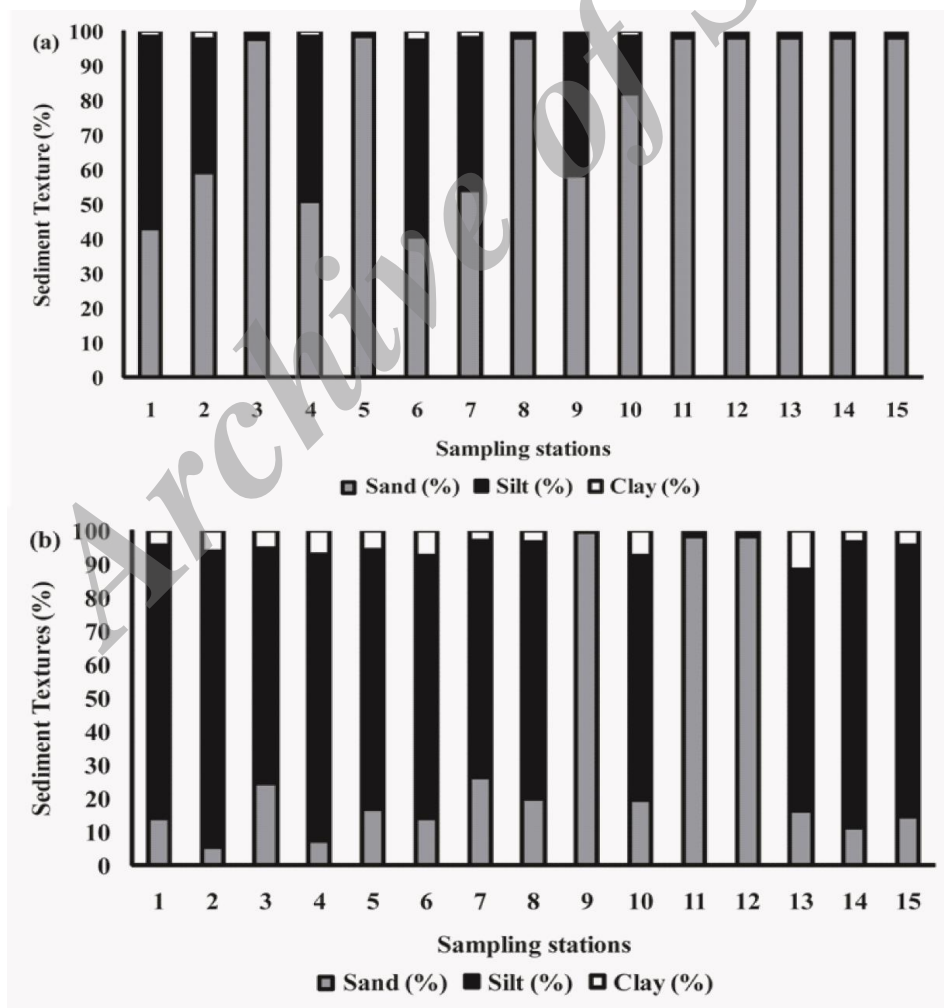 (a)
100
90
80
70
60
50
40
30
20
10
0
Sediment Texture (%)
1 2 3 4 5 6 7 8 9 10 11 12 13 14 15
Sampling stations
Sand (%) Silt (%) Clay (%)
(b)
100
90
80
70
60
50
40
30
20
10
0
Sediment Textures (%)
1 2 3 4 5 6 7 8 9 10 11 12 13 14 15
Sampling stations
Sand (%) Silt (%) Clay (%)
Archive of S